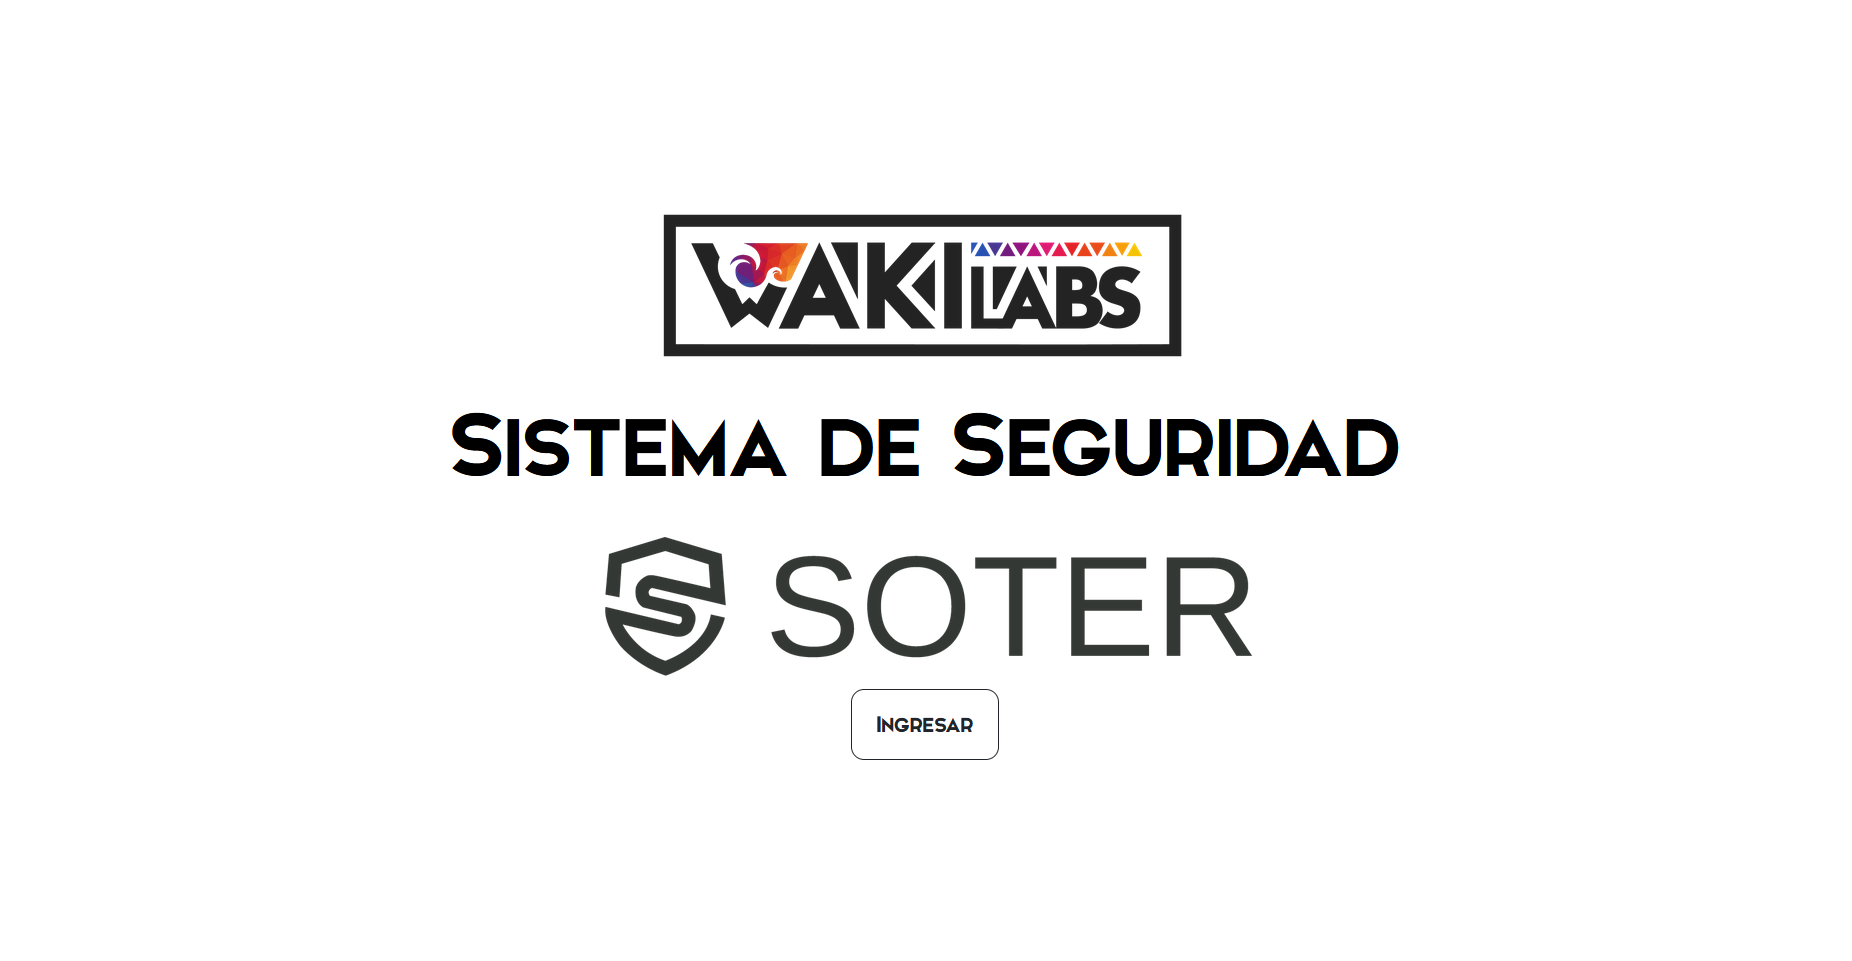 WAKI LABS
Sistema de Seguridad
SOTER
Ingresar